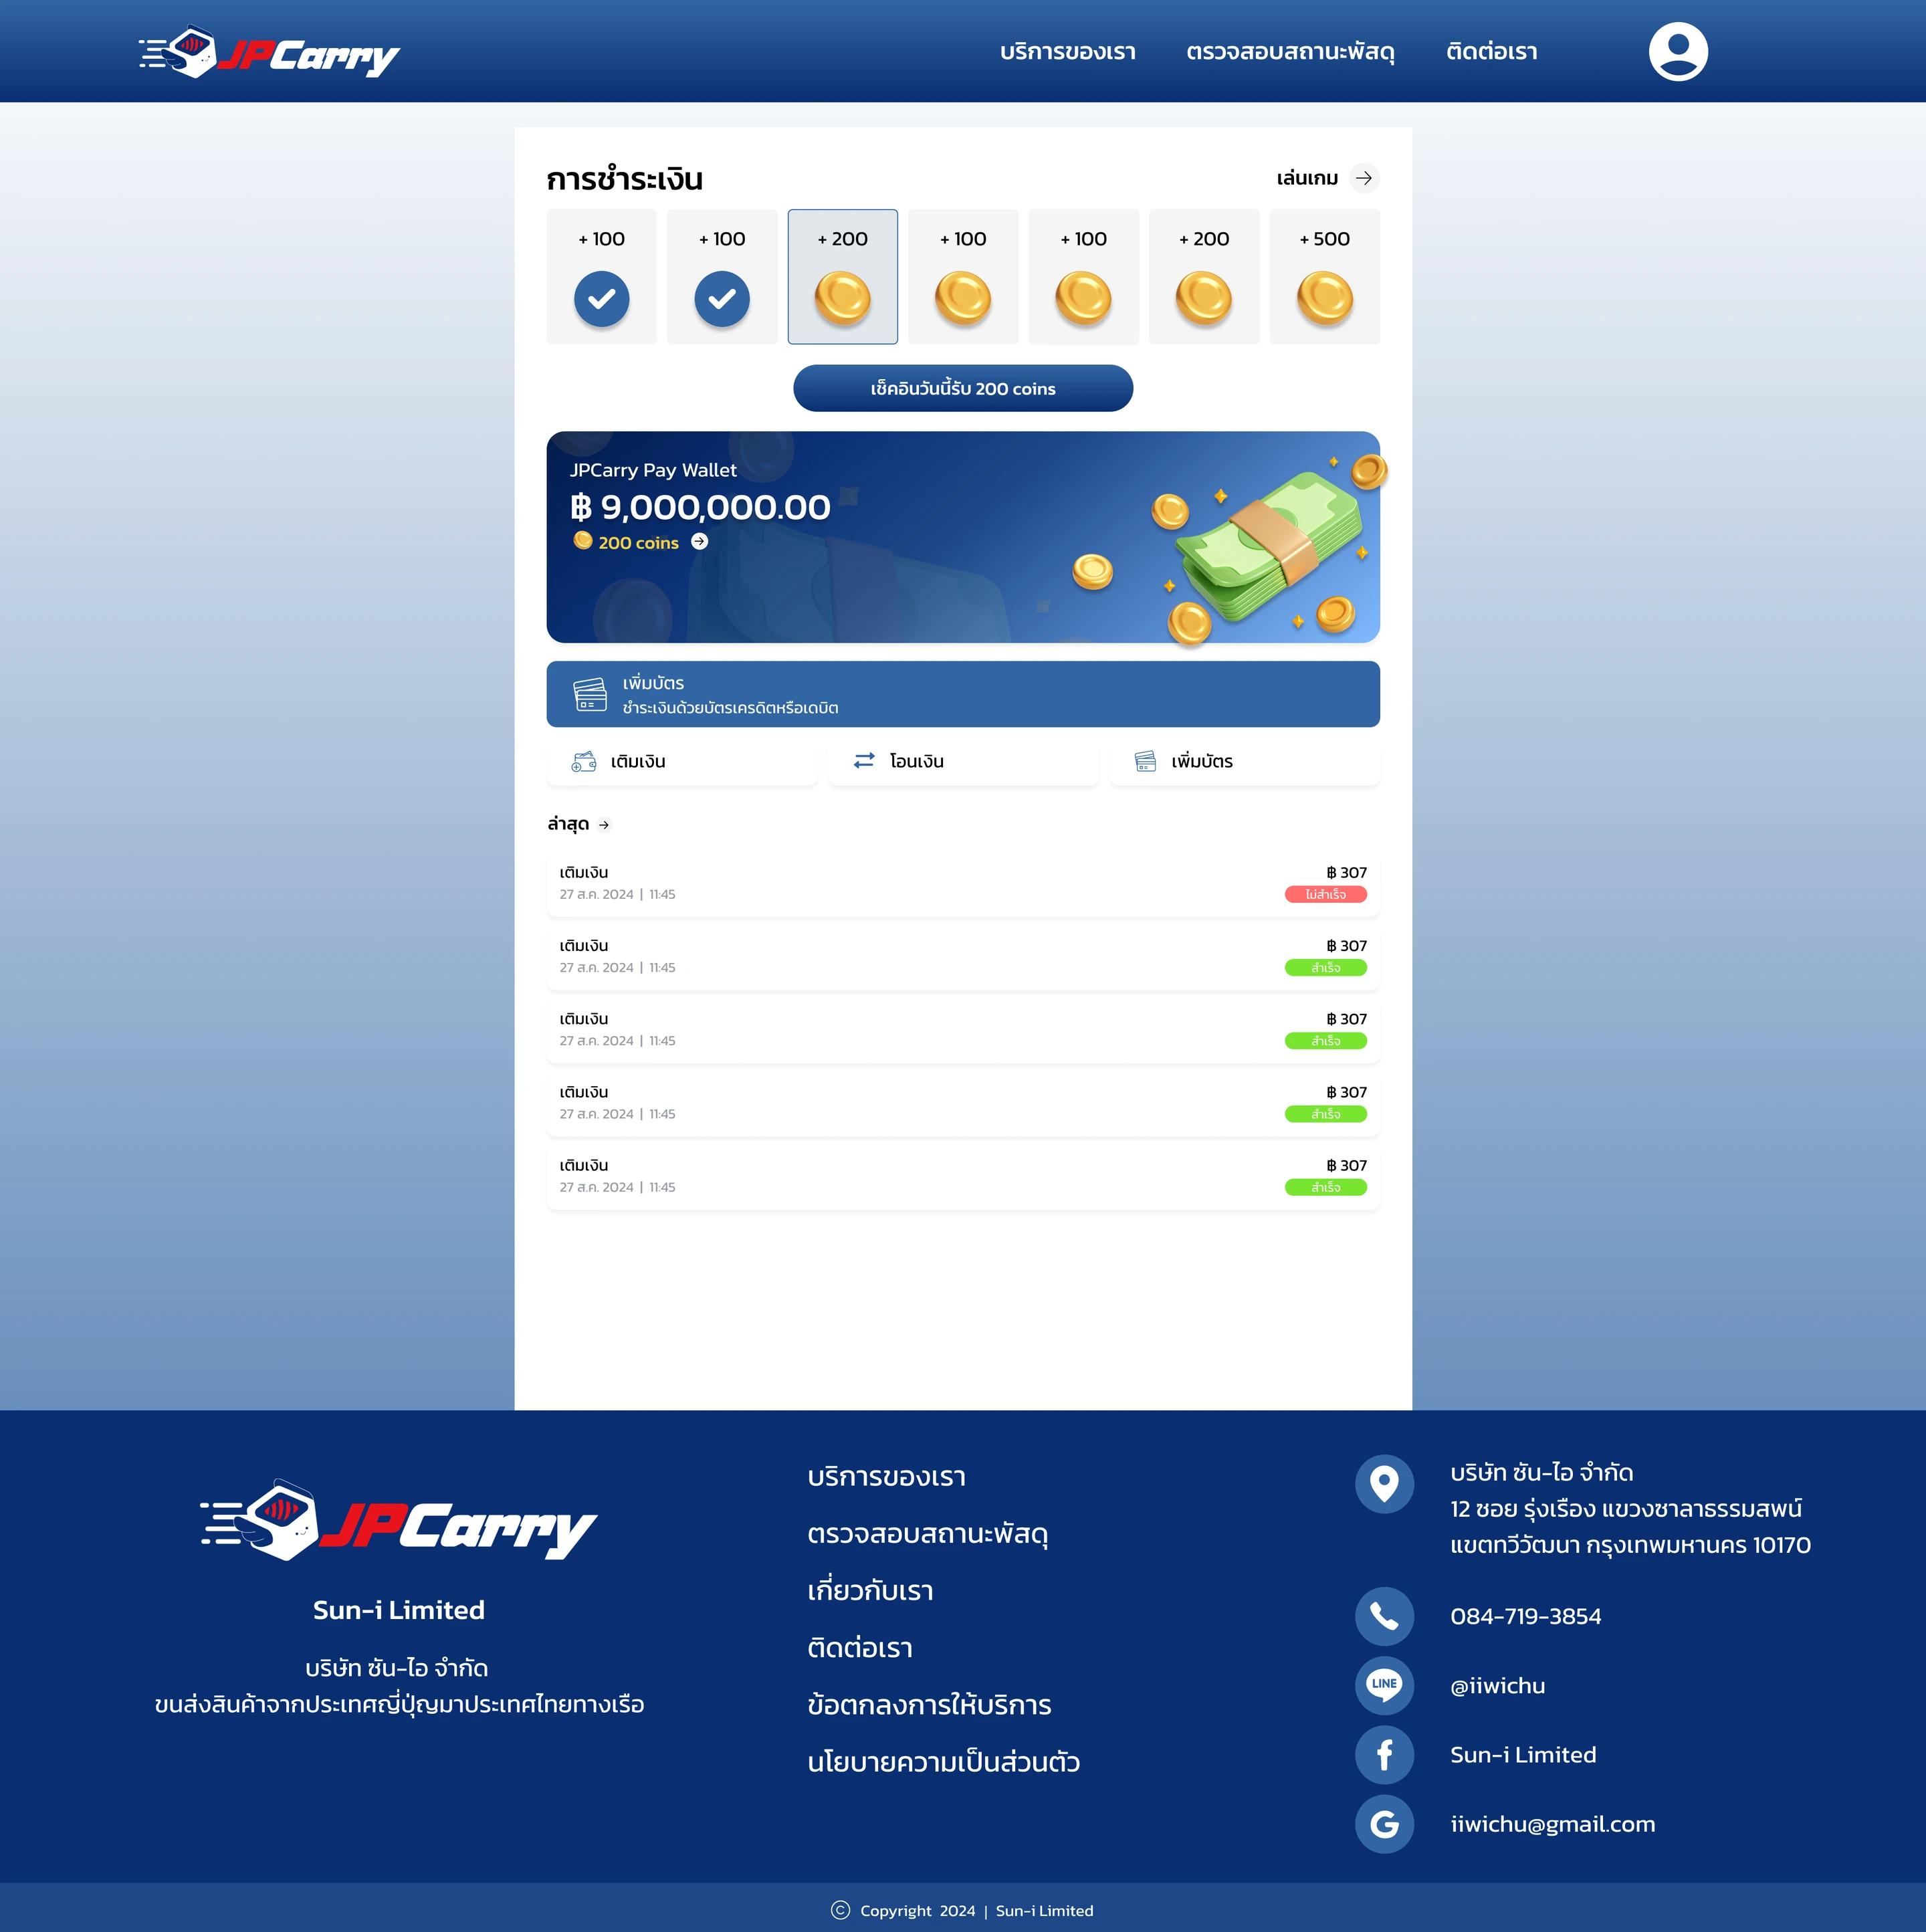 JPCarry
บริการของเรา
ตรวจสอบสถานะพัสดุ
ติดต่อเรา
การชำระเงิน
เล่นเกม
+ 100
+ 100
+ 200
+ 100
+ 100
+ 200
+ 500
เช็คอินวันนี้รับ 200 coins
JPCarry Pay Wallet
฿ 9,000,000.00
200 coins
เพิ่มบัตร
ชำระเงินด้วยบัตรเครดิตหรือเดบิต
เติมเงิน
โอนเงิน
เพิ่มบัตร
ล่าสุด
เติมเงิน
฿ 307
27 ส.ค. 2024 | 11:45
ไม่สำเร็จ
เติมเงิน
฿ 307
27 ส.ค. 2024 | 11:45
สำเร็จ
เติมเงิน
฿ 307
27 ส.ค. 2024 | 11:45
สำเร็จ
เติมเงิน
฿ 307
27 ส.ค. 2024 | 11:45
สำเร็จ
เติมเงิน
฿ 307
27 ส.ค. 2024 | 11:45
สำเร็จ
JPCarry
Sun-i Limited
บริษัท ซัน-ไอ จำกัด
ขนส่งสินค้าจากประเทศญี่ปุ่ญมาประเทศไทยทางเรือ
บริการของเรา
ตรวจสอบสถานะพัสดุ
เกี่ยวกับเรา
ติดต่อเรา
ข้อตกลงการให้บริการ
นโยบายความเป็นส่วนตัว
บริษัท ซัน-ไอ จำกัด
12 ซอย รุ่งเรือง แขวงซาลาธรรมสพน์
แขตทวีวัฒนา กรุงเทพมหานคร 10170
084-719-3854
LINE
@iiwichu
Sun-i Limited
iiwichu@gmail.com
© Copyright 2024 | Sun-i Limited